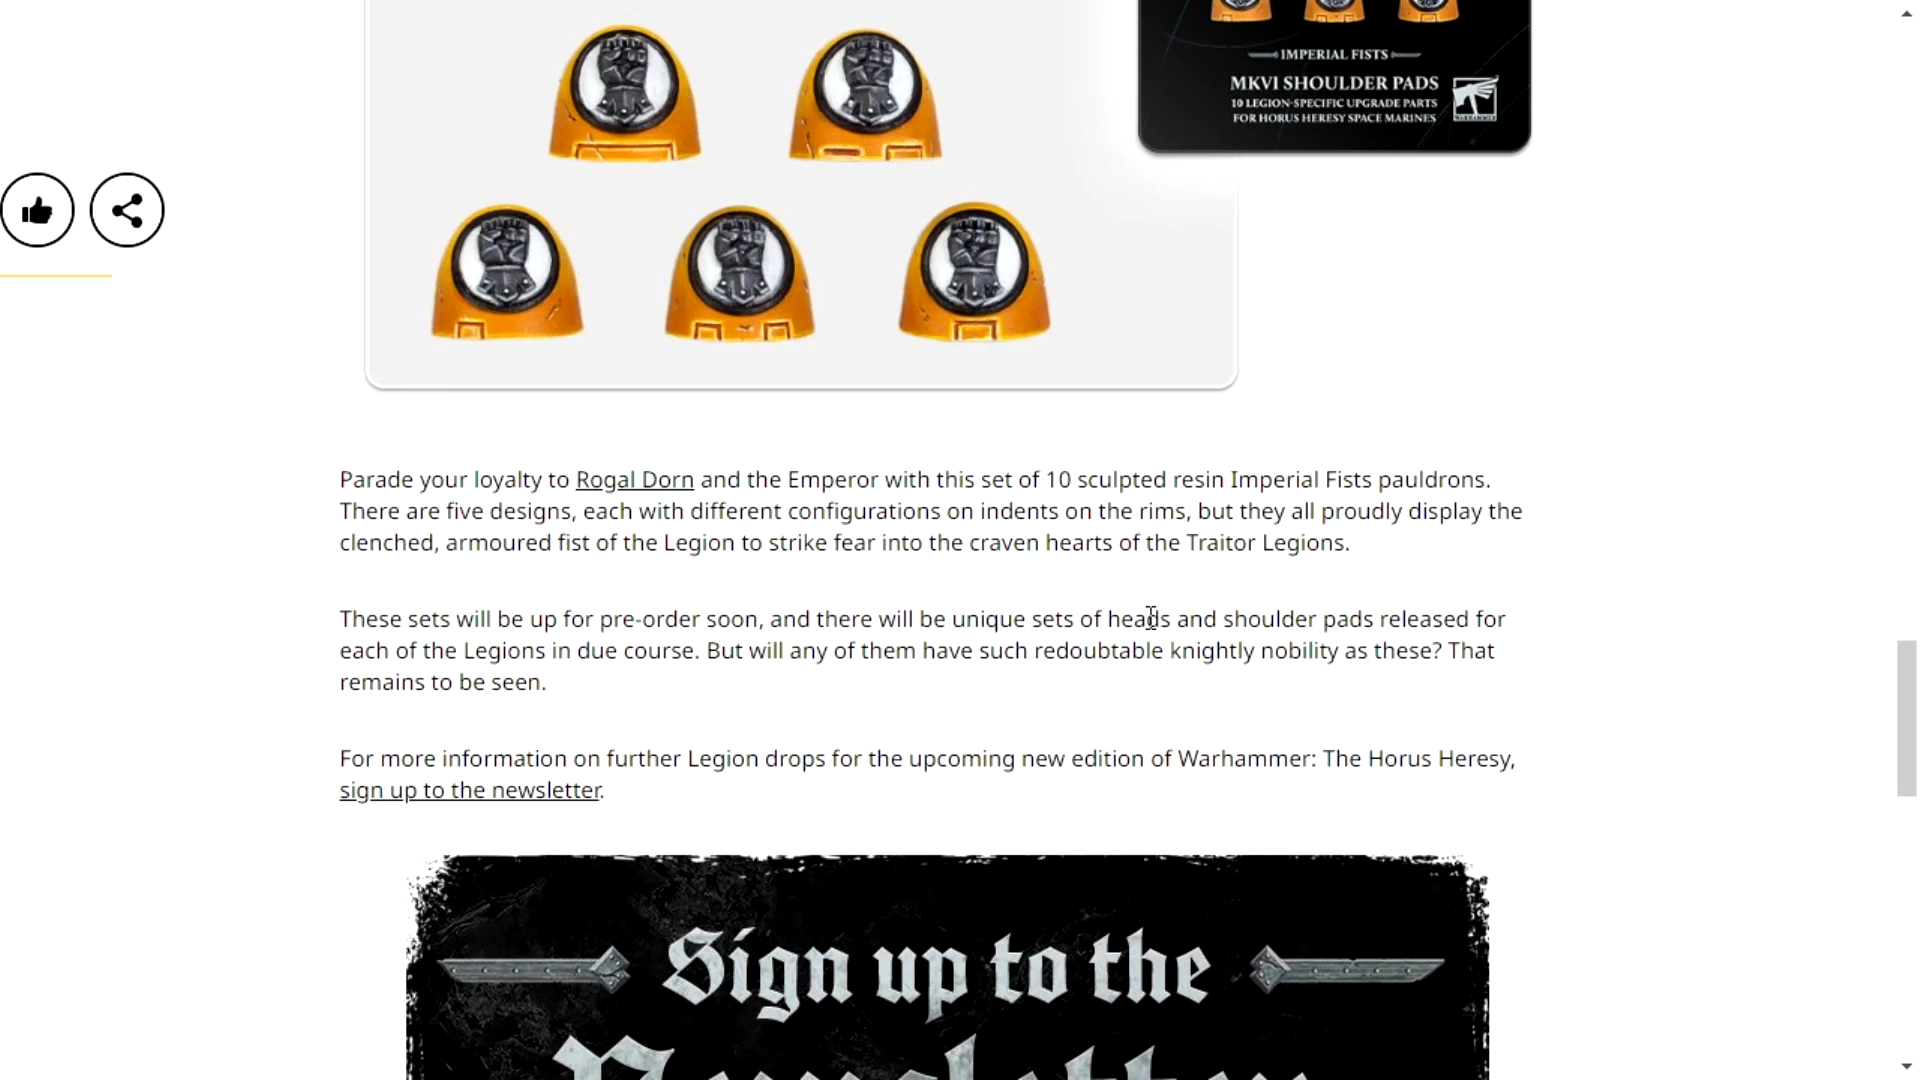 IMPERIAL FISTS
MKVI SHOULDER PADS
10 LEGION-SPECIFIC UPGRADE PARTS
FOR HORUS HERESY SPACE MARINES
WARHAMMER
Parade your loyalty to Rogal Dorn and the Emperor with this set of 10 sculpted resin Imperial Fists pauldrons.
There are five designs, each with different configurations on indents on the rims, but they all proudly display the
clenched, armoured fist of the Legion to strike fear into the craven hearts of the Traitor Legions.
These sets will be up for pre-order soon, and there will be unique sets of heads and shoulder pads released for
each of the Legions in due course. But will any of them have such redoubtable knightly nobility as these? That
remains to be seen.
For more information on further Legion drops for the upcoming new edition of Warhammer: The Horus Heresy,
sign up to the newsletter.
Sign up to the
Newsletter